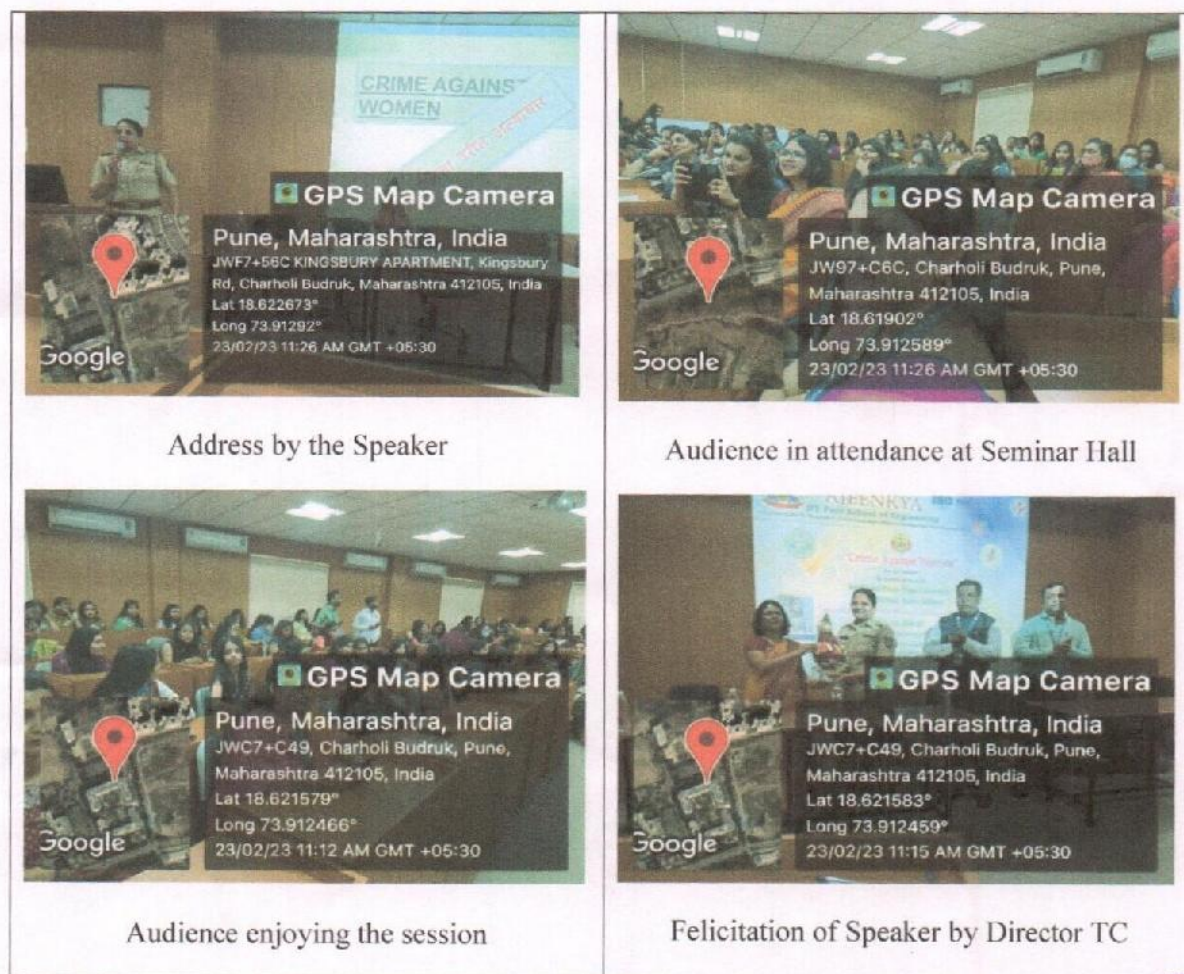 CRIME AGAINST
WOMEN
GPS Map Camera
Pune, Maharashtra, India
JWF7+56C KINGSBURY APARTMENT, Kingsbury
Rd, Charholi Budruk, Maharashtra 412105, India
Lat 18.622673°
Long 73.91292°
23/02/23 11:26 AM GMT +05:30
Google
Address by the Speaker
GPS Map Camera
Pune, Maharashtra, India
JW97+C6C, Charholi Budruk, Pune,
Maharashtra 412105, India
Lat 18.61902°
Long 73.912589°
23/02/23 11:26 AM GMT +05:30
Google
Audience in attendance at Seminar Hall
GPS Map Camera
Pune, Maharashtra, India
JWC7+C49, Charholi Budruk, Pune,
Maharashtra 412105, India
Lat 18.621579°
Long 73.912466°
23/02/23 11:12 AM GMT +05:30
Google
Audience enjoying the session
GPS Map Camera
Pune, Maharashtra, India
JWC7+C49, Charholi Budruk, Pune,
Maharashtra 412105, India
Lat 18.621583°
Long 73.912459°
23/02/23 11:15 AM GMT +05:30
Google
Felicitation of Speaker by Director TC